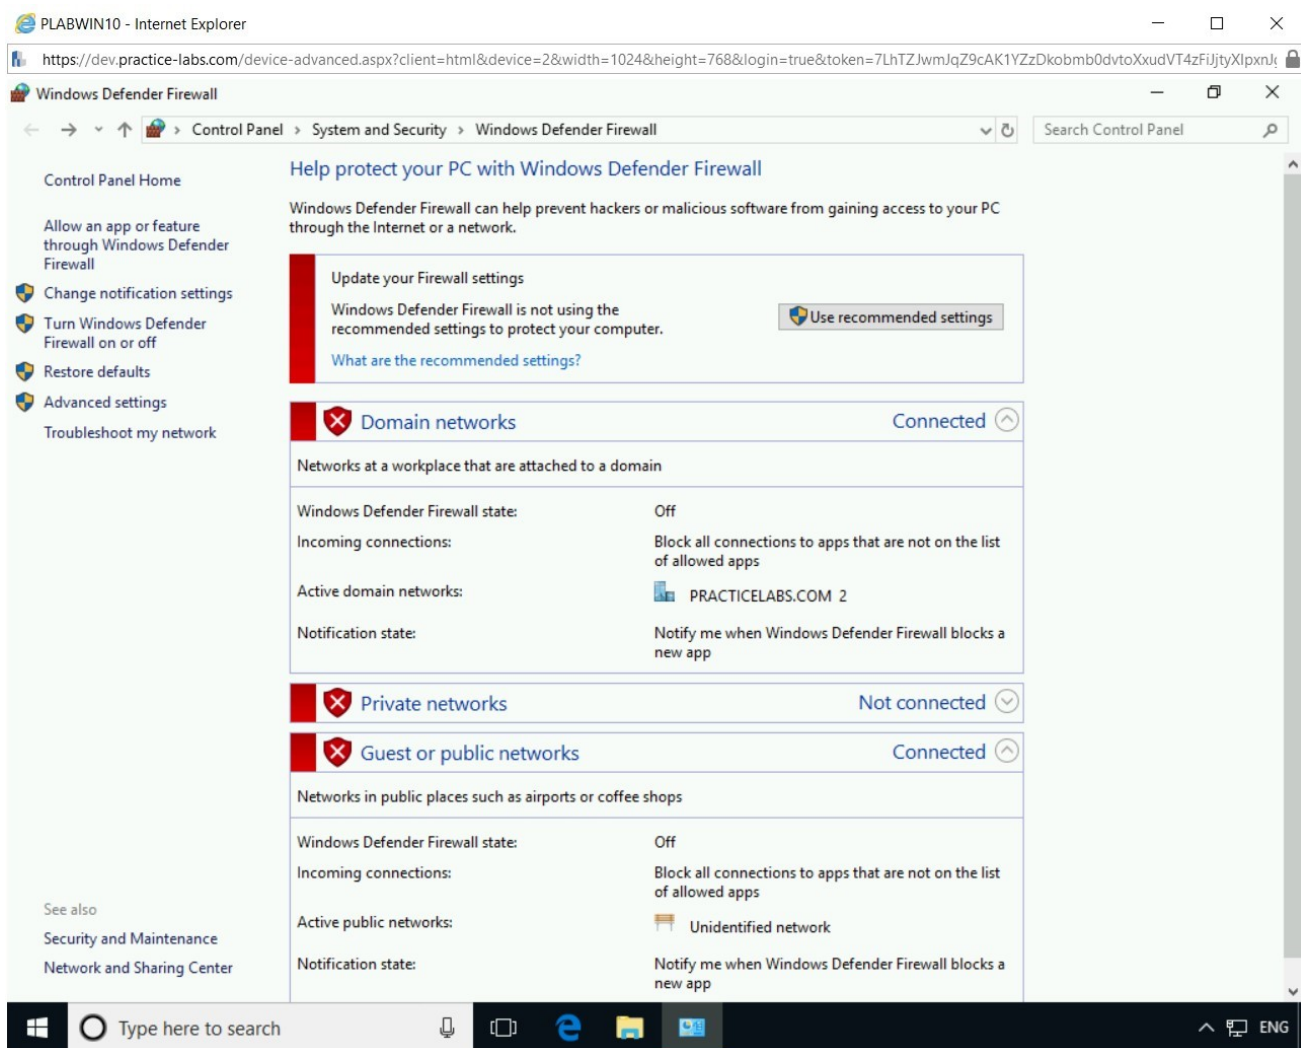 PLABWIN10 - Internet Explorer
https://dev.practice-labs.com/device-advanced.aspx?client=html&device=2&width=1024&height=768&login=true&token=7LhTZJwmJqZ9cAK1YZzDkobmb0dvtoXxudVT4zFiJjtyXIpxnJ
Windows Defender Firewall
Control Panel > System and Security > Windows Defender Firewall
Search Control Panel
Control Panel Home
Allow an app or feature
through Windows Defender
Firewall
Change notification settings
Turn Windows Defender
Firewall on or off
Restore defaults
Advanced settings
Troubleshoot my network
See also
Security and Maintenance
Network and Sharing Center
Help protect your PC with Windows Defender Firewall
Windows Defender Firewall can help prevent hackers or malicious software from gaining access to your PC
through the Internet or a network.
Update your Firewall settings
Windows Defender Firewall is not using the
recommended settings to protect your computer.
What are the recommended settings?
Use recommended settings
Domain networks Connected
Networks at a workplace that are attached to a domain
Windows Defender Firewall state: Off
Incoming connections: Block all connections to apps that are not on the list
of allowed apps
Active domain networks: PRACTICELABS.COM 2
Notification state: Notify me when Windows Defender Firewall blocks a
new app
Private networks Not connected
Guest or public networks Connected
Networks in public places such as airports or coffee shops
Windows Defender Firewall state: Off
Incoming connections: Block all connections to apps that are not on the list
of allowed apps
Active public networks: Unidentified network
Notification state: Notify me when Windows Defender Firewall blocks a
new app
Type here to search
ENG